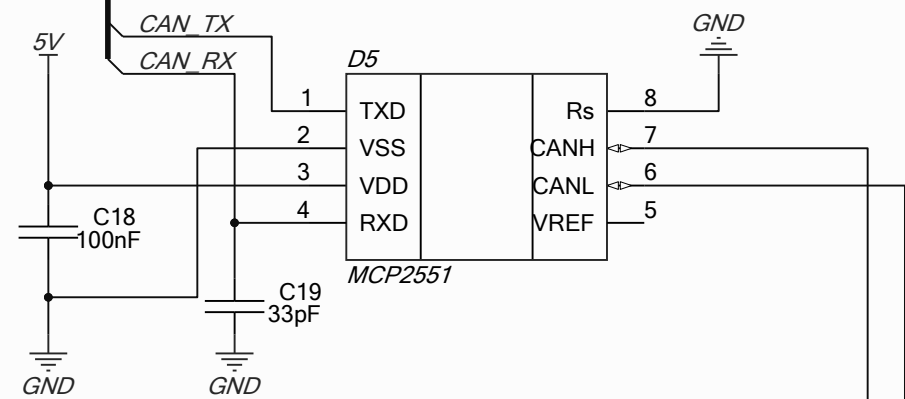 CAN_TX
GND
5V
CAN_RX
D5
1
TXD
Rs
8
2
VSS
CANH
7
3
VDD
CANL
6
4
RXD
VREF
5
C18
100nF
MCP2551
C19
33pF
GND
GND